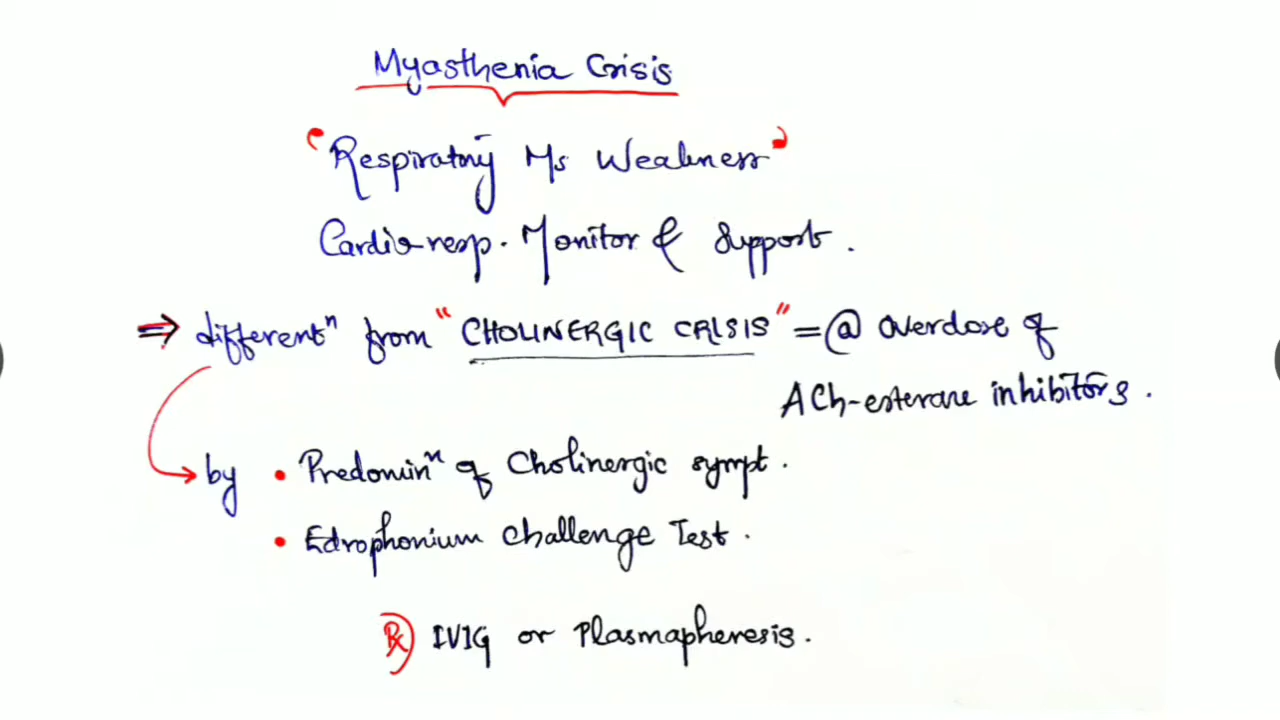 Myasthenia Crisis
"Respiratory Ms Weakness"
Cardio-resp. Monitor & Support.
⇒ differentⁿ from "CHOLINERGIC CRISIS" = @ overdose of
ACh-esterase inhibitors.
by • Predominⁿ of Cholinergic sympt.
• Edrophonium Challenge Test.
Rx IVIG or Plasmapheresis.